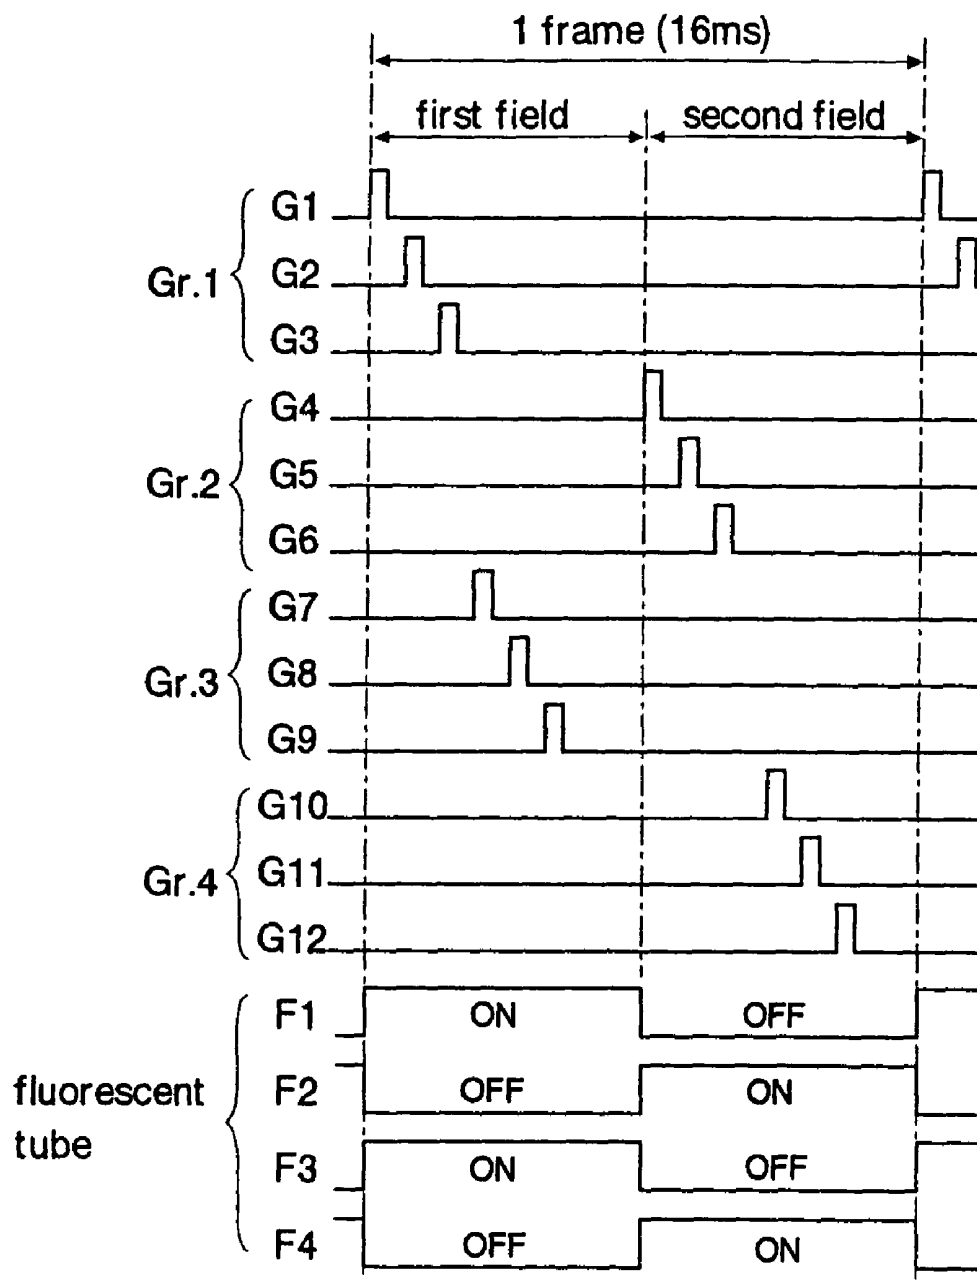 1 frame (16ms)
first field
second field
G1
Gr.1
G2
G3
G4
Gr.2
G5
G6
G7
Gr.3
G8
G9
G10
Gr.4
G11
G12
F1
ON
OFF
fluorescent
tube
F2
OFF
ON
F3
ON
OFF
F4
OFF
ON